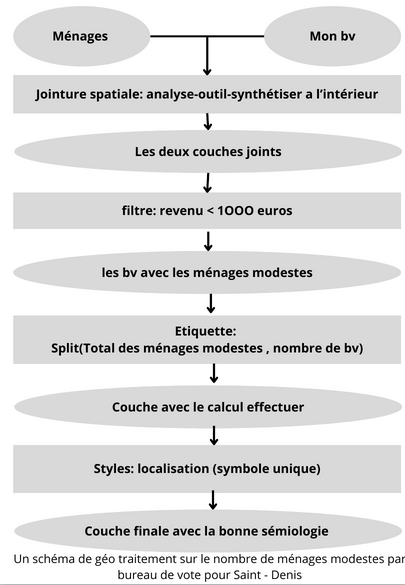 Ménages
Mon bv
Jointure spatiale: analyse-outil-synthétiser a l'intérieur
Les deux couches joints
filtre: revenu < 1OOO euros
les bv avec les ménages modestes
Etiquette:
Split(Total des ménages modestes , nombre de bv)
Couche avec le calcul effectuer
Styles: localisation (symbole unique)
Couche finale avec la bonne sémiologie
Un schéma de géo traitement sur le nombre de ménages modestes par
bureau de vote pour Saint - Denis